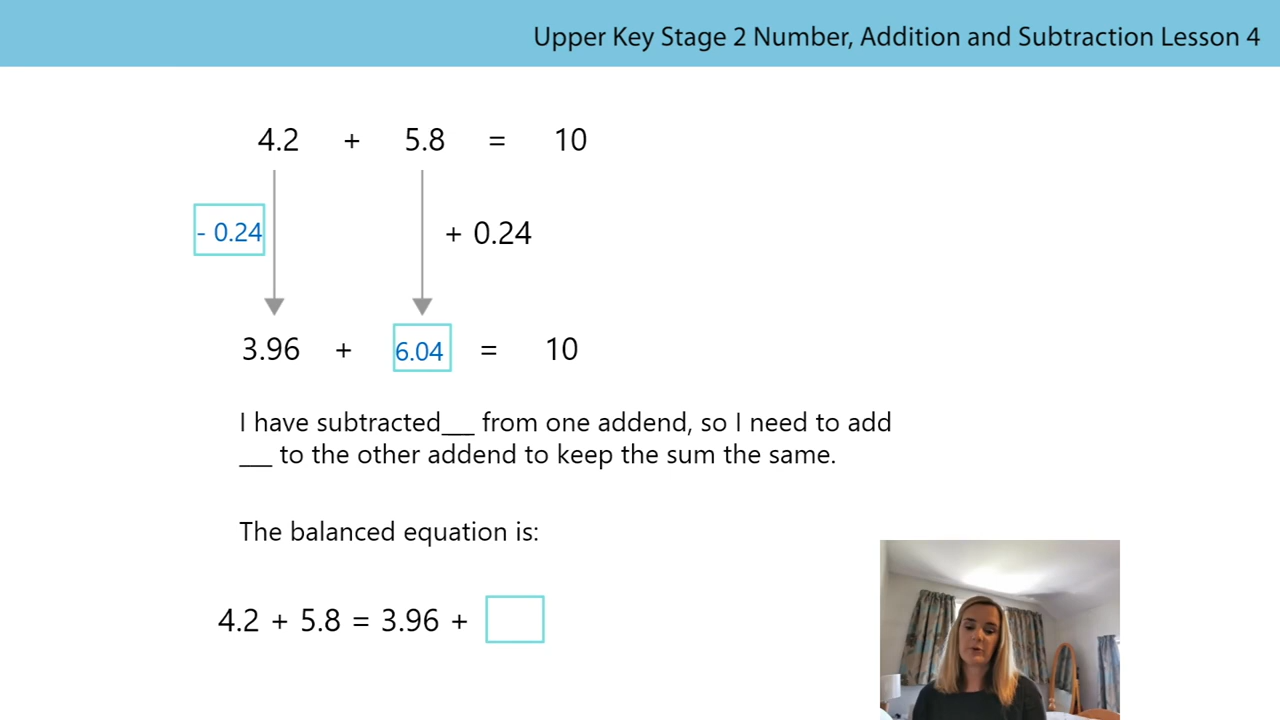 Upper Key Stage 2 Number, Addition and Subtraction Lesson 4
4.2 + 5.8 = 10
- 0.24 + 0.24
3.96 + 6.04 = 10
I have subtracted___ from one addend, so I need to add
___ to the other addend to keep the sum the same.
The balanced equation is:
4.2 + 5.8 = 3.96 +